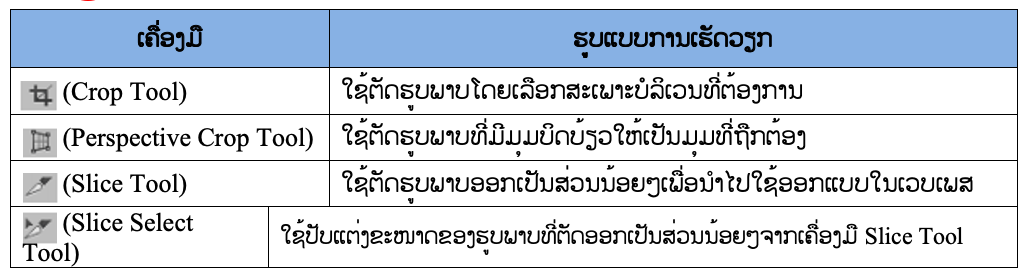 ເຄື່ອງມື ຮູບແບບການເຮັດວຽກ
(Crop Tool) ໃຊ້ຕັດຮູບພາບໂດຍເລືອກສະເພາະບໍລິເວນທີ່ຕ້ອງການ
(Perspective Crop Tool) ໃຊ້ຕັດຮູບພາບທີ່ມີມຸມບິດບ້ຽວໃຫ້ເປັນມຸມທີ່ຖືກຕ້ອງ
(Slice Tool) ໃຊ້ຕັດຮູບພາບອອກເປັນສ່ວນນ້ອຍໆເພື່ອນຳໄປໃຊ້ອອກແບບໃນເວບເພສ
(Slice Select
Tool) ໃຊ້ປັບແຕ່ງຂະໜາດຂອງຮູບພາບທີ່ຕັດອອກເປັນສ່ວນນ້ອຍໆຈາກເຄື່ອງມື Slice Tool